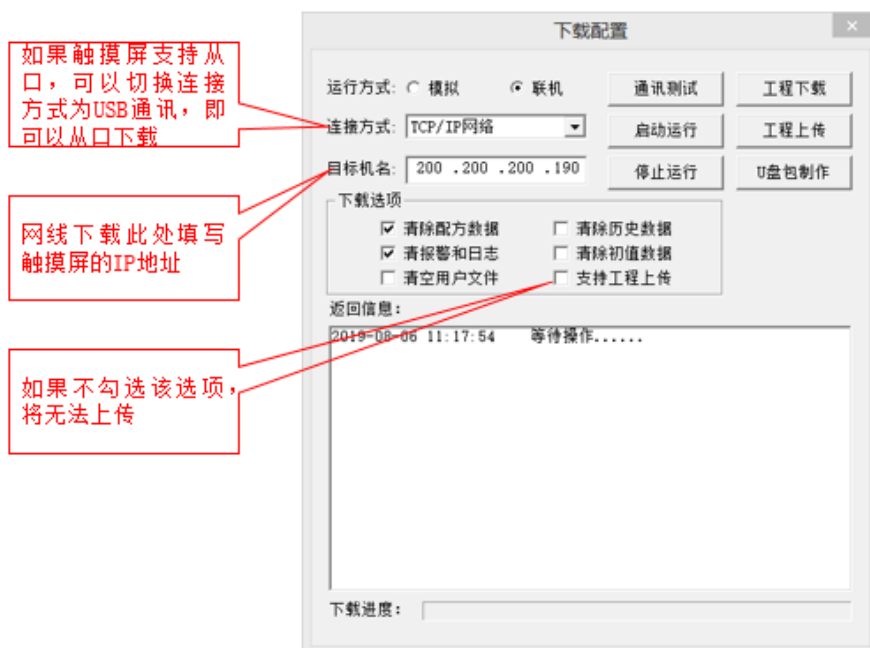 下载配置
如果触摸屏支持从
口，可以切换连接
方式为USB通讯，即
可以从口下载
运行方式: 模拟 联机 通讯测试 工程下载
连接方式: TCP/IP网络 启动运行 工程上传
目标机名: 200 .200 .200 .190 停止运行 U盘包制作
网线下载此处填写
触摸屏的IP地址
下载选项
清除配方数据 清除历史数据
清报警和日志 清除初值数据
清空用户文件 支持工程上传
返回信息:
2019-08-06 11:17:54 等待操作......
如果不勾选该选项，
将无法上传
下载进度: